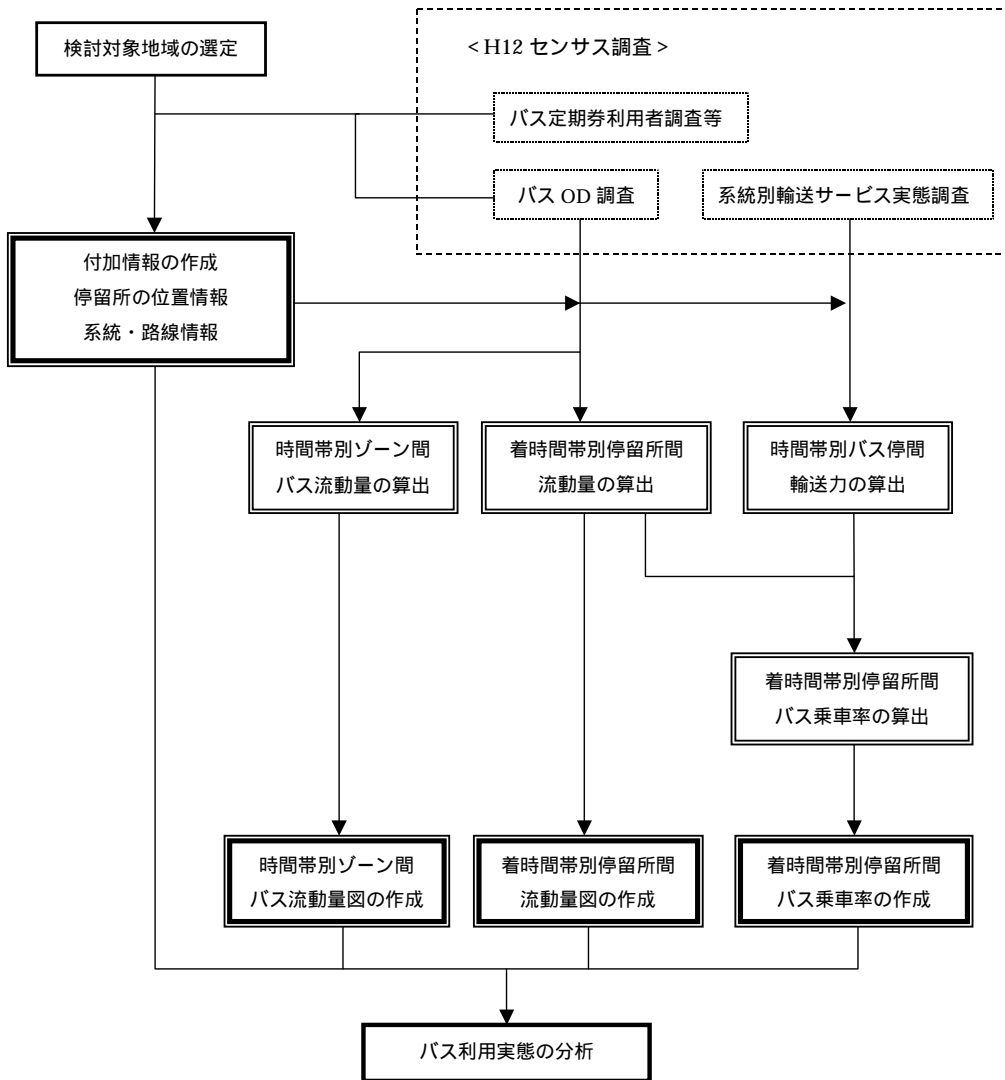 検討対象地域の選定
<H12 センサス調査>
バス定期券利用者調査等
バス OD 調査
系統別輸送サービス実態調査
付加情報の作成
停留所の位置情報
系統・路線情報
時間帯別ゾーン間
バス流動量の算出
着時間帯別停留所間
流動量の算出
時間帯別バス停間
輸送力の算出
着時間帯別停留所間
バス乗車率の算出
時間帯別ゾーン間
バス流動量図の作成
着時間帯別停留所間
流動量図の作成
着時間帯別停留所間
バス乗車率の作成
バス利用実態の分析